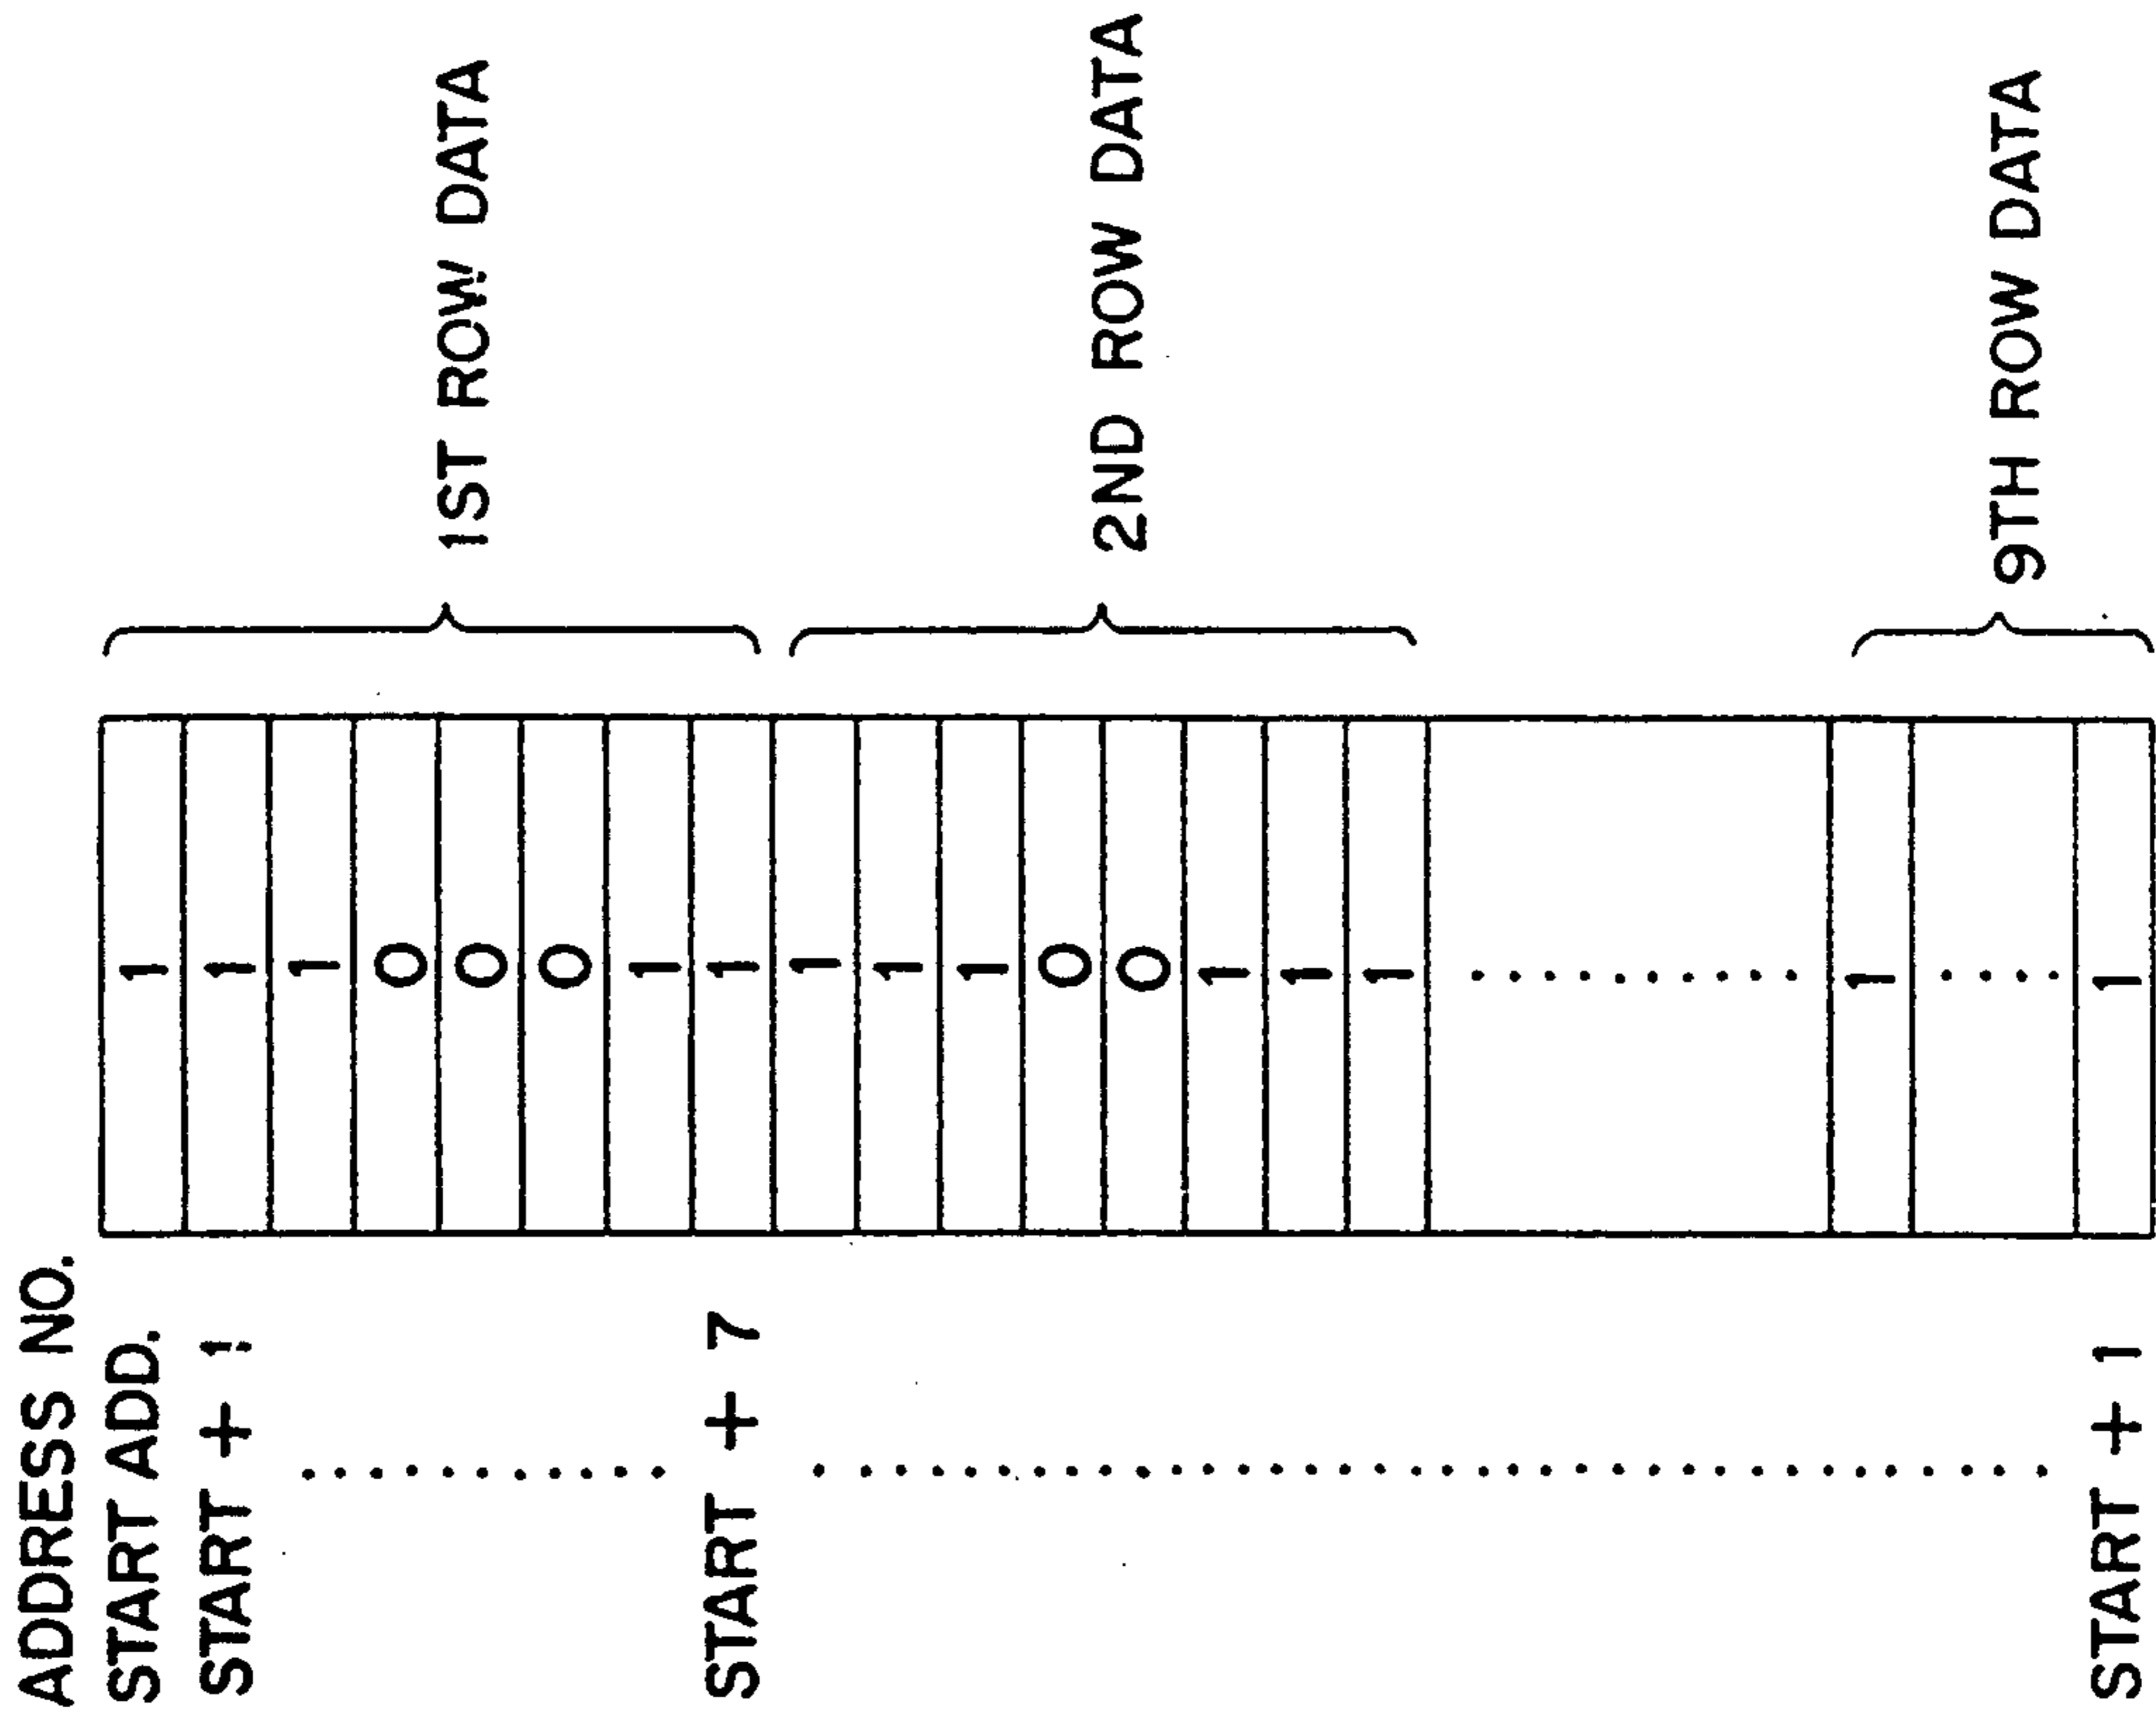 ADDRESS NO.
START ADD. 1
START + 1 1
1
0
0 1ST ROW DATA
0
1
START + 7 1
1
1
1
0
0 2ND ROW DATA
1
1
1
1
9TH ROW DATA
START + 1 1